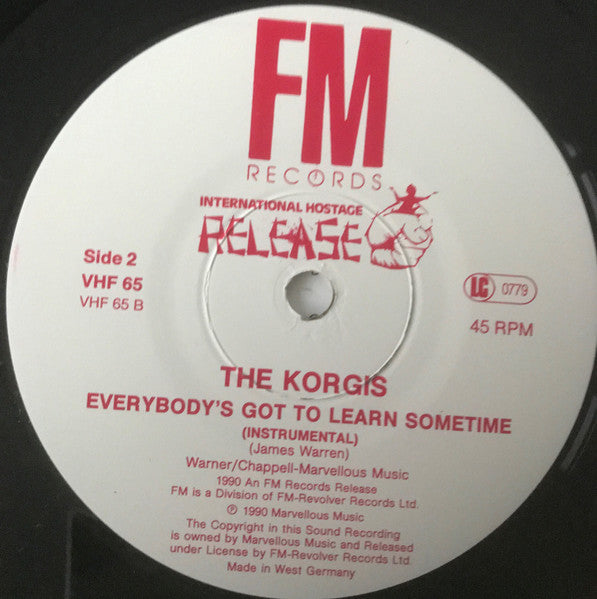 FM
RECORDS
INTERNATIONAL HOSTAGE
RELEASE
Side 2
VHF 65
VHF 65 B
LC 0779
45 RPM
THE KORGIS
EVERYBODY'S GOT TO LEARN SOMETIME
(INSTRUMENTAL)
(James Warren)
Warner/Chappell-Marvellous Music
1990 An FM Records Release
FM is a Division of FM-Revolver Records Ltd.
℗ 1990 Marvellous Music
The Copyright in this Sound Recording
is owned by Marvellous Music and Released
under License by FM-Revolver Records Ltd.
Made in West Germany